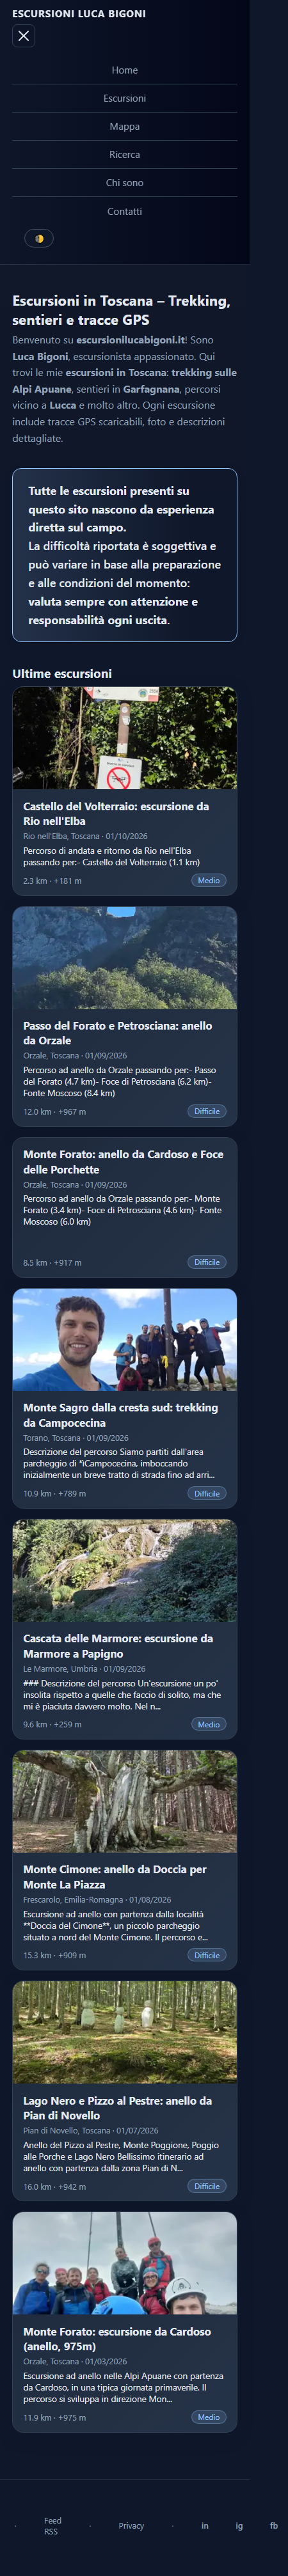 ESCURSIONI LUCA BIGONI
Home
Escursioni
Mappa
Ricerca
Chi sono
Contatti
Escursioni in Toscana – Trekking,
sentieri e tracce GPS
Benvenuto su escursionilucabigoni.it! Sono
Luca Bigoni, escursionista appassionato. Qui
trovi le mie escursioni in Toscana: trekking sulle
Alpi Apuane, sentieri in Garfagnana, percorsi
vicino a Lucca e molto altro. Ogni escursione
include tracce GPS scaricabili, foto e descrizioni
dettagliate.
Tutte le escursioni presenti su
questo sito nascono da esperienza
diretta sul campo.
La difficoltà riportata è soggettiva e
può variare in base alla preparazione
e alle condizioni del momento:
valuta sempre con attenzione e
responsabilità ogni uscita.
Ultime escursioni
Castello del Volterraio: escursione da
Rio nell'Elba
Rio nell'Elba, Toscana · 01/10/2026
Percorso di andata e ritorno da Rio nell'Elba
passando per:- Castello del Volterraio (1.1 km)
2.3 km · +181 m
Medio
Passo del Forato e Petrosciana: anello
da Orzale
Orzale, Toscana · 01/09/2026
Percorso ad anello da Orzale passando per:- Passo
del Forato (4.7 km)- Foce di Petrosciana (6.2 km)-
Fonte Moscoso (8.4 km)
12.0 km · +967 m
Difficile
Monte Forato: anello da Cardoso e Foce
delle Porchette
Orzale, Toscana · 01/09/2026
Percorso ad anello da Orzale passando per:- Monte
Forato (3.4 km)- Foce di Petrosciana (4.6 km)- Fonte
Moscoso (6.0 km)
8.5 km · +917 m
Difficile
Monte Sagro dalla cresta sud: trekking
da Campocecina
Torano, Toscana · 01/09/2026
Descrizione del percorso Siamo partiti dall'area
parcheggio di *ìCampocecina, imboccando
inizialmente un breve tratto di strada fino ad arri...
10.9 km · +789 m
Difficile
Cascata delle Marmore: escursione da
Marmore a Papigno
Le Marmore, Umbria · 01/09/2026
### Descrizione del percorso Un'escursione un po'
insolita rispetto a quelle che faccio di solito, ma che
mi è piaciuta davvero molto. Nel n...
9.6 km · +259 m
Medio
Monte Cimone: anello da Doccia per
Monte La Piazza
Frescarolo, Emilia-Romagna · 01/08/2026
Escursione ad anello con partenza dalla località
**Doccia del Cimone**, un piccolo parcheggio
situato a nord del Monte Cimone. Il percorso e...
15.3 km · +909 m
Difficile
Lago Nero e Pizzo al Pestre: anello da
Pian di Novello
Pian di Novello, Toscana · 01/07/2026
Anello del Pizzo al Pestre, Monte Poggione, Poggio
alle Porche e Lago Nero Bellissimo itinerario ad
anello con partenza dalla zona Pian di N...
16.0 km · +942 m
Difficile
Monte Forato: escursione da Cardoso
(anello, 975m)
Orzale, Toscana · 01/03/2026
Escursione ad anello nelle Alpi Apuane con partenza
da Cardoso, in una tipica giornata primaverile. Il
percorso si sviluppa in direzione Mon...
11.9 km · +975 m
Medio
· Feed
RSS · Privacy · in ig fb